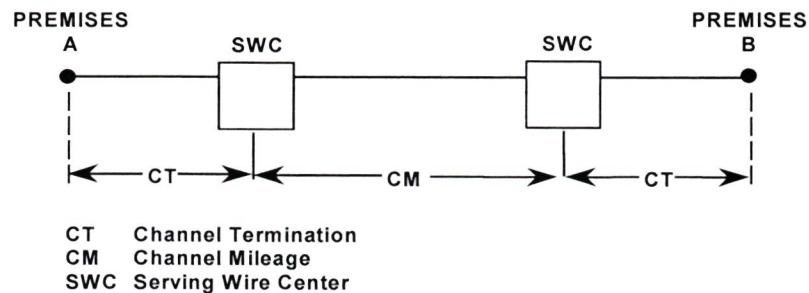 PREMISES A
SWC
SWC
PREMISES B
CT
CM
CT
CT Channel Termination
CM Channel Mileage
SWC Serving Wire Center